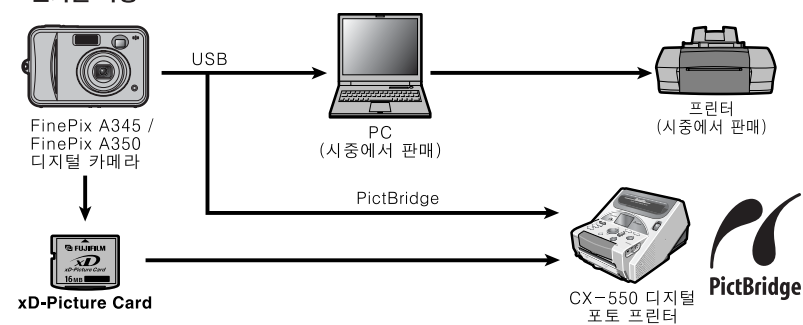 USB
FinePix A345 /
FinePix A350
디지털 카메라
PC
(시중에서 판매)
프린터
(시중에서 판매)
PictBridge
FUJIFILM
xD
xD-Picture Card
16MB
xD-Picture Card
CX-550 디지털
포토 프린터
PictBridge